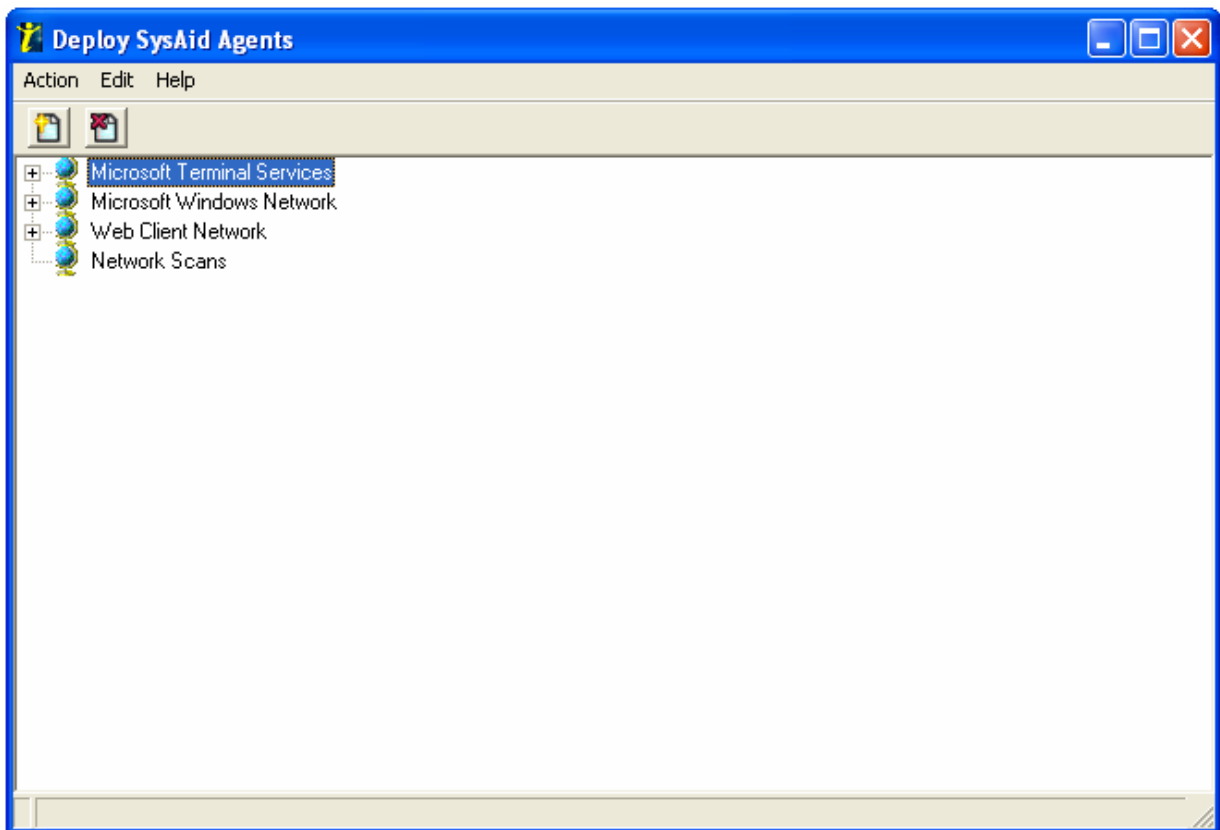 Deploy SysAid Agents
Action Edit Help
Microsoft Terminal Services
Microsoft Windows Network
Web Client Network
Network Scans